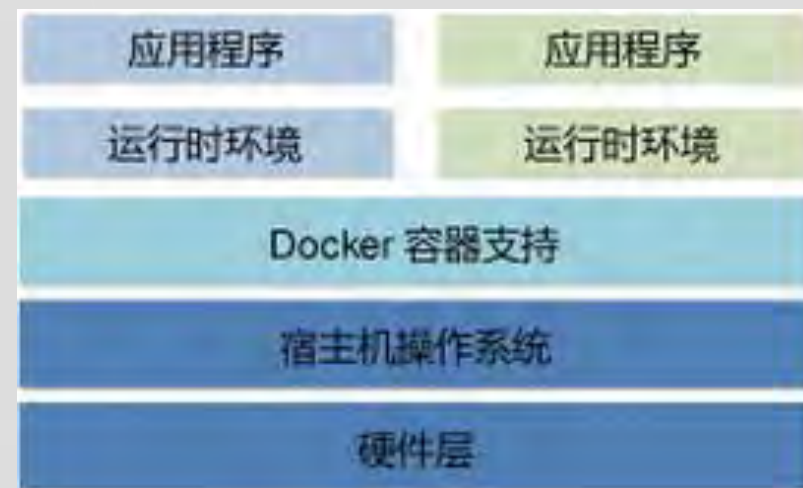 应用程序 应用程序
运行时环境 运行时环境
Docker 容器支持
宿主机操作系统
硬件层